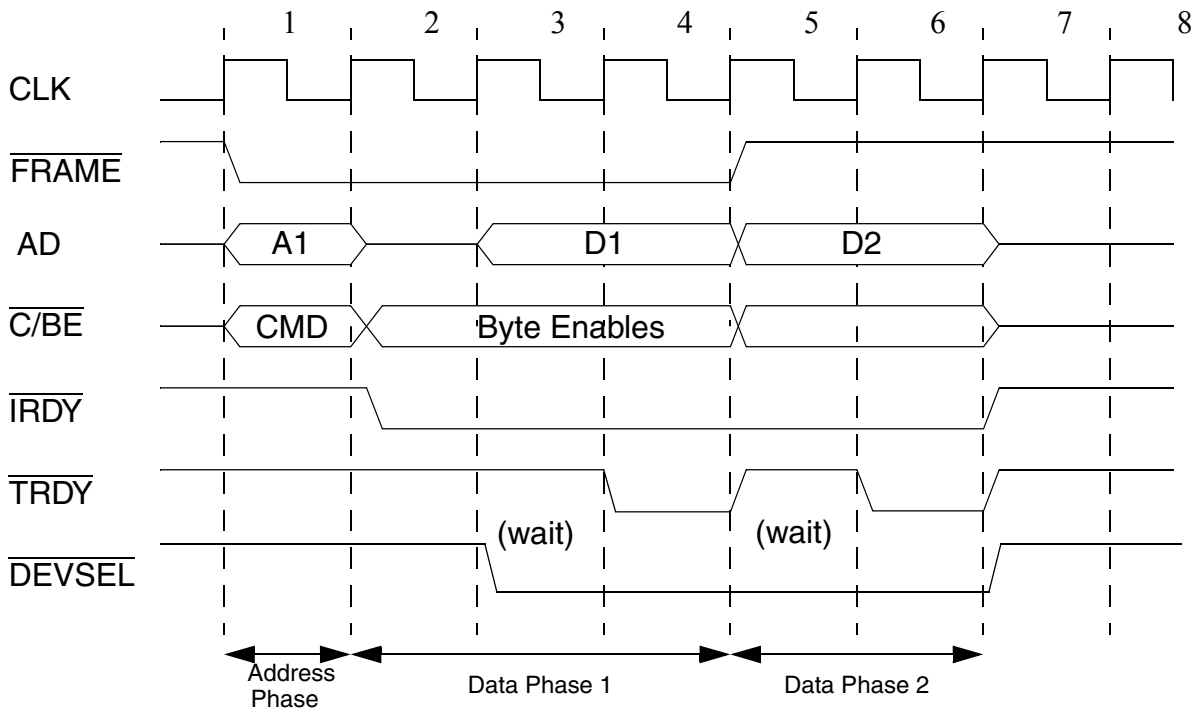 1 2 3 4 5 6 7 8
CLK
FRAME
AD A1 D1 D2
C/BE CMD Byte Enables
IRDY
TRDY
(wait) (wait)
DEVSEL
Address
Phase
Data Phase 1
Data Phase 2